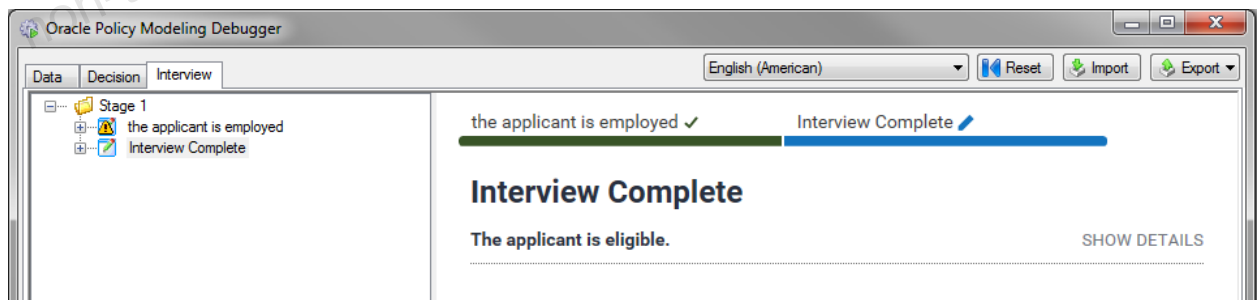 Oracle Policy Modeling Debugger
Data Decision Interview English (American) Reset Import Export
Stage 1
the applicant is employed
Interview Complete
the applicant is employed Interview Complete
Interview Complete
The applicant is eligible. SHOW DETAILS